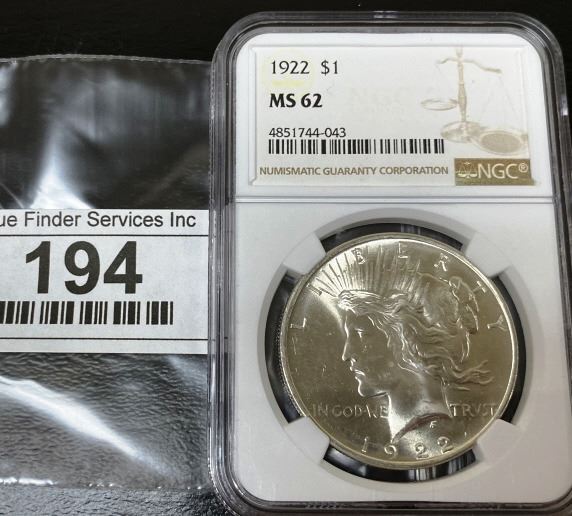 1922 $1
MS 62
4851744-043
NUMISMATIC GUARANTY CORPORATION NGC®
ue Finder Services Inc
194
LIBERTY
IN GOD WE TRUST
1922